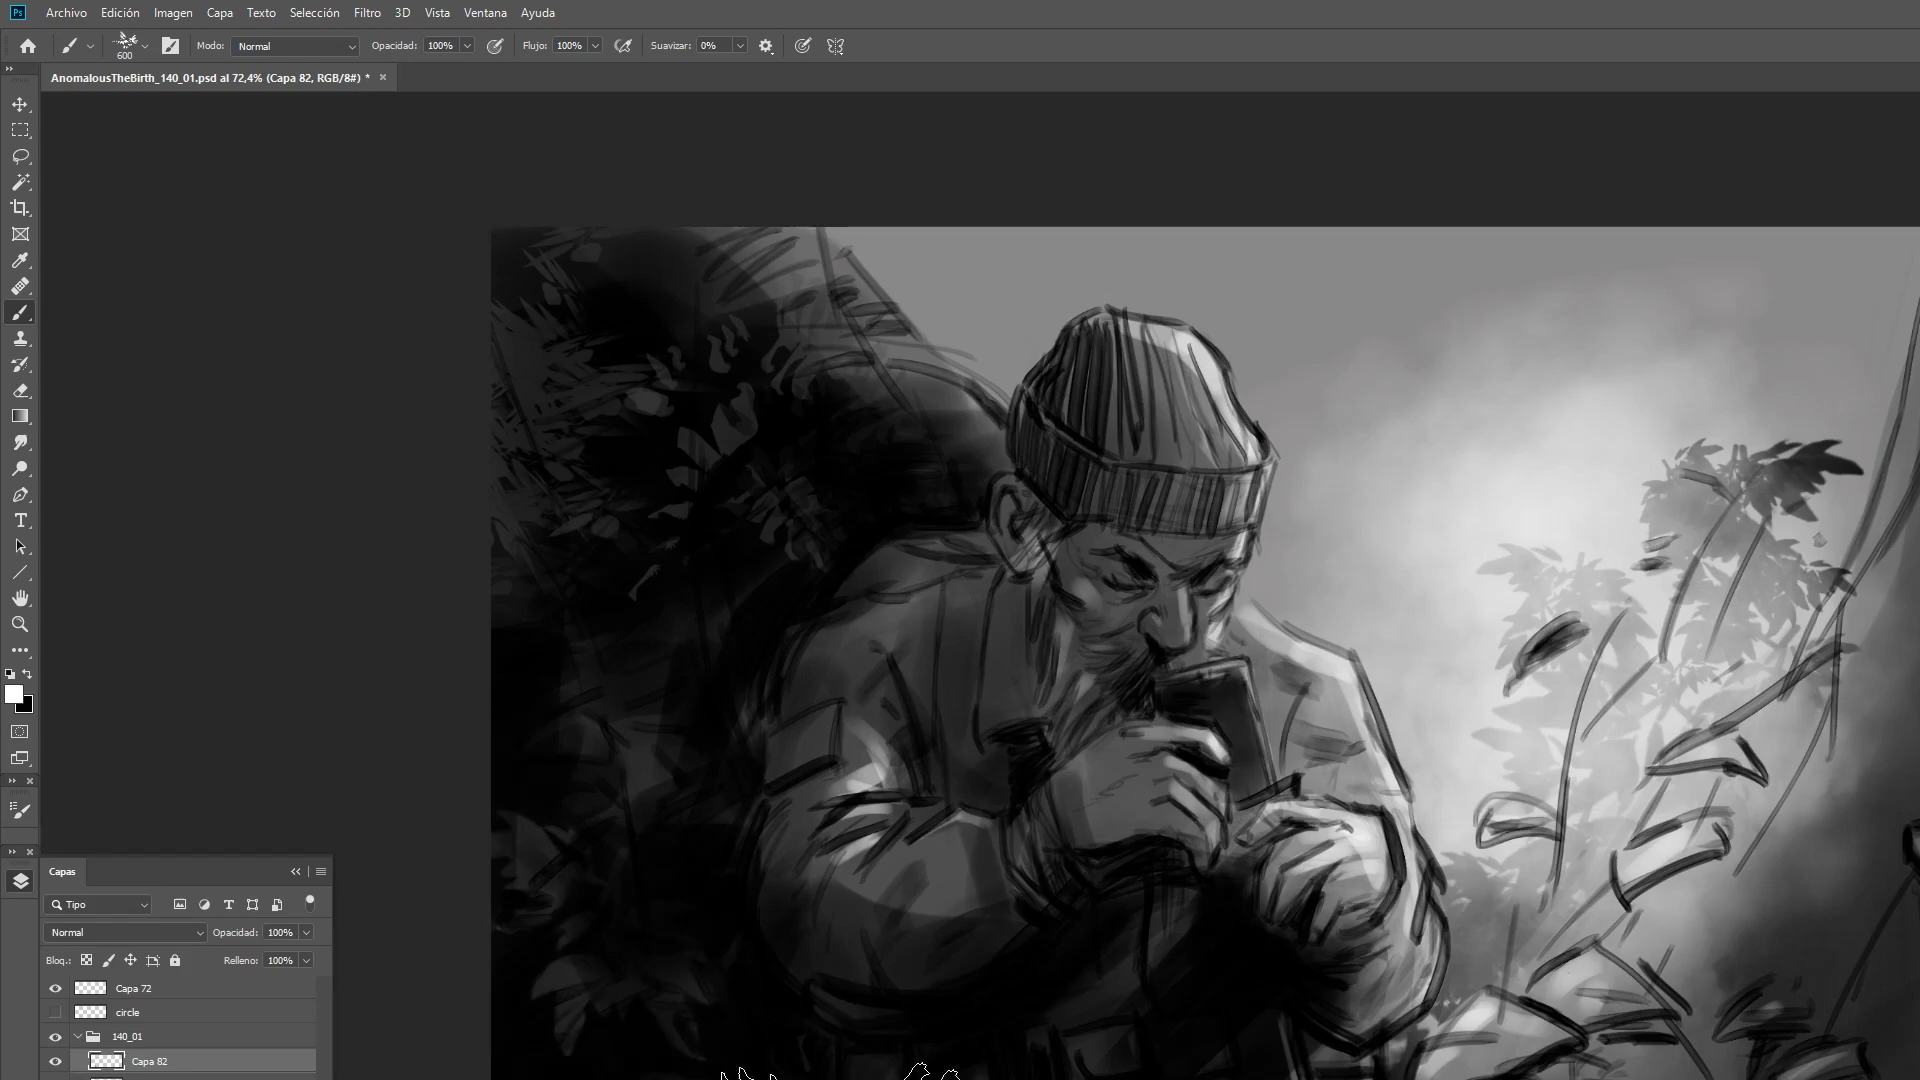 Ps Archivo Edición Imagen Capa Texto Selección Filtro 3D Vista Ventana Ayuda
600 Modo: Normal Opacidad: 100% Flujo: 100% Suavizar: 0%
AnomalousTheBirth_140_01.psd al 72,4% (Capa 82, RGB/8#) *
Capas
Tipo
Normal Opacidad: 100%
Bloq.: Relleno: 100%
Capa 72
circle
140_01
Capa 82